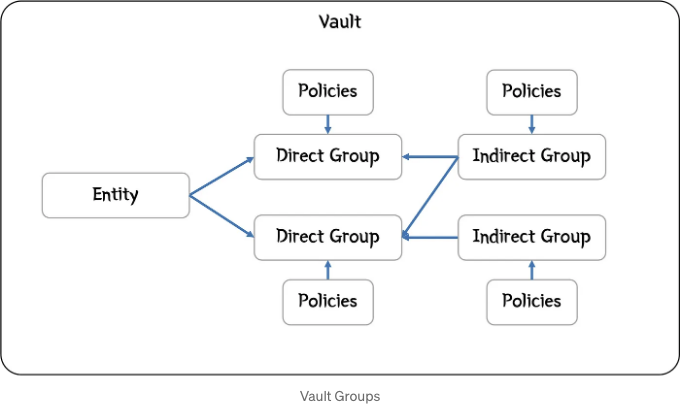 Vault
Policies
Policies
Direct Group
Indirect Group
Entity
Direct Group
Indirect Group
Policies
Policies
Vault Groups